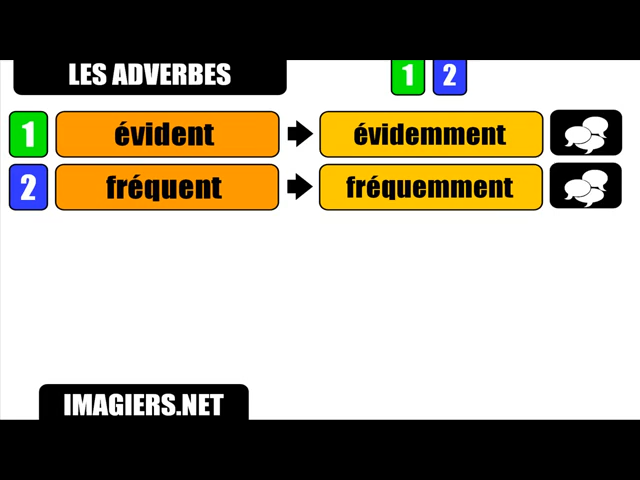 LES ADVERBES 1 2
1 évident évidemment
2 fréquent fréquemment
IMAGIERS.NET